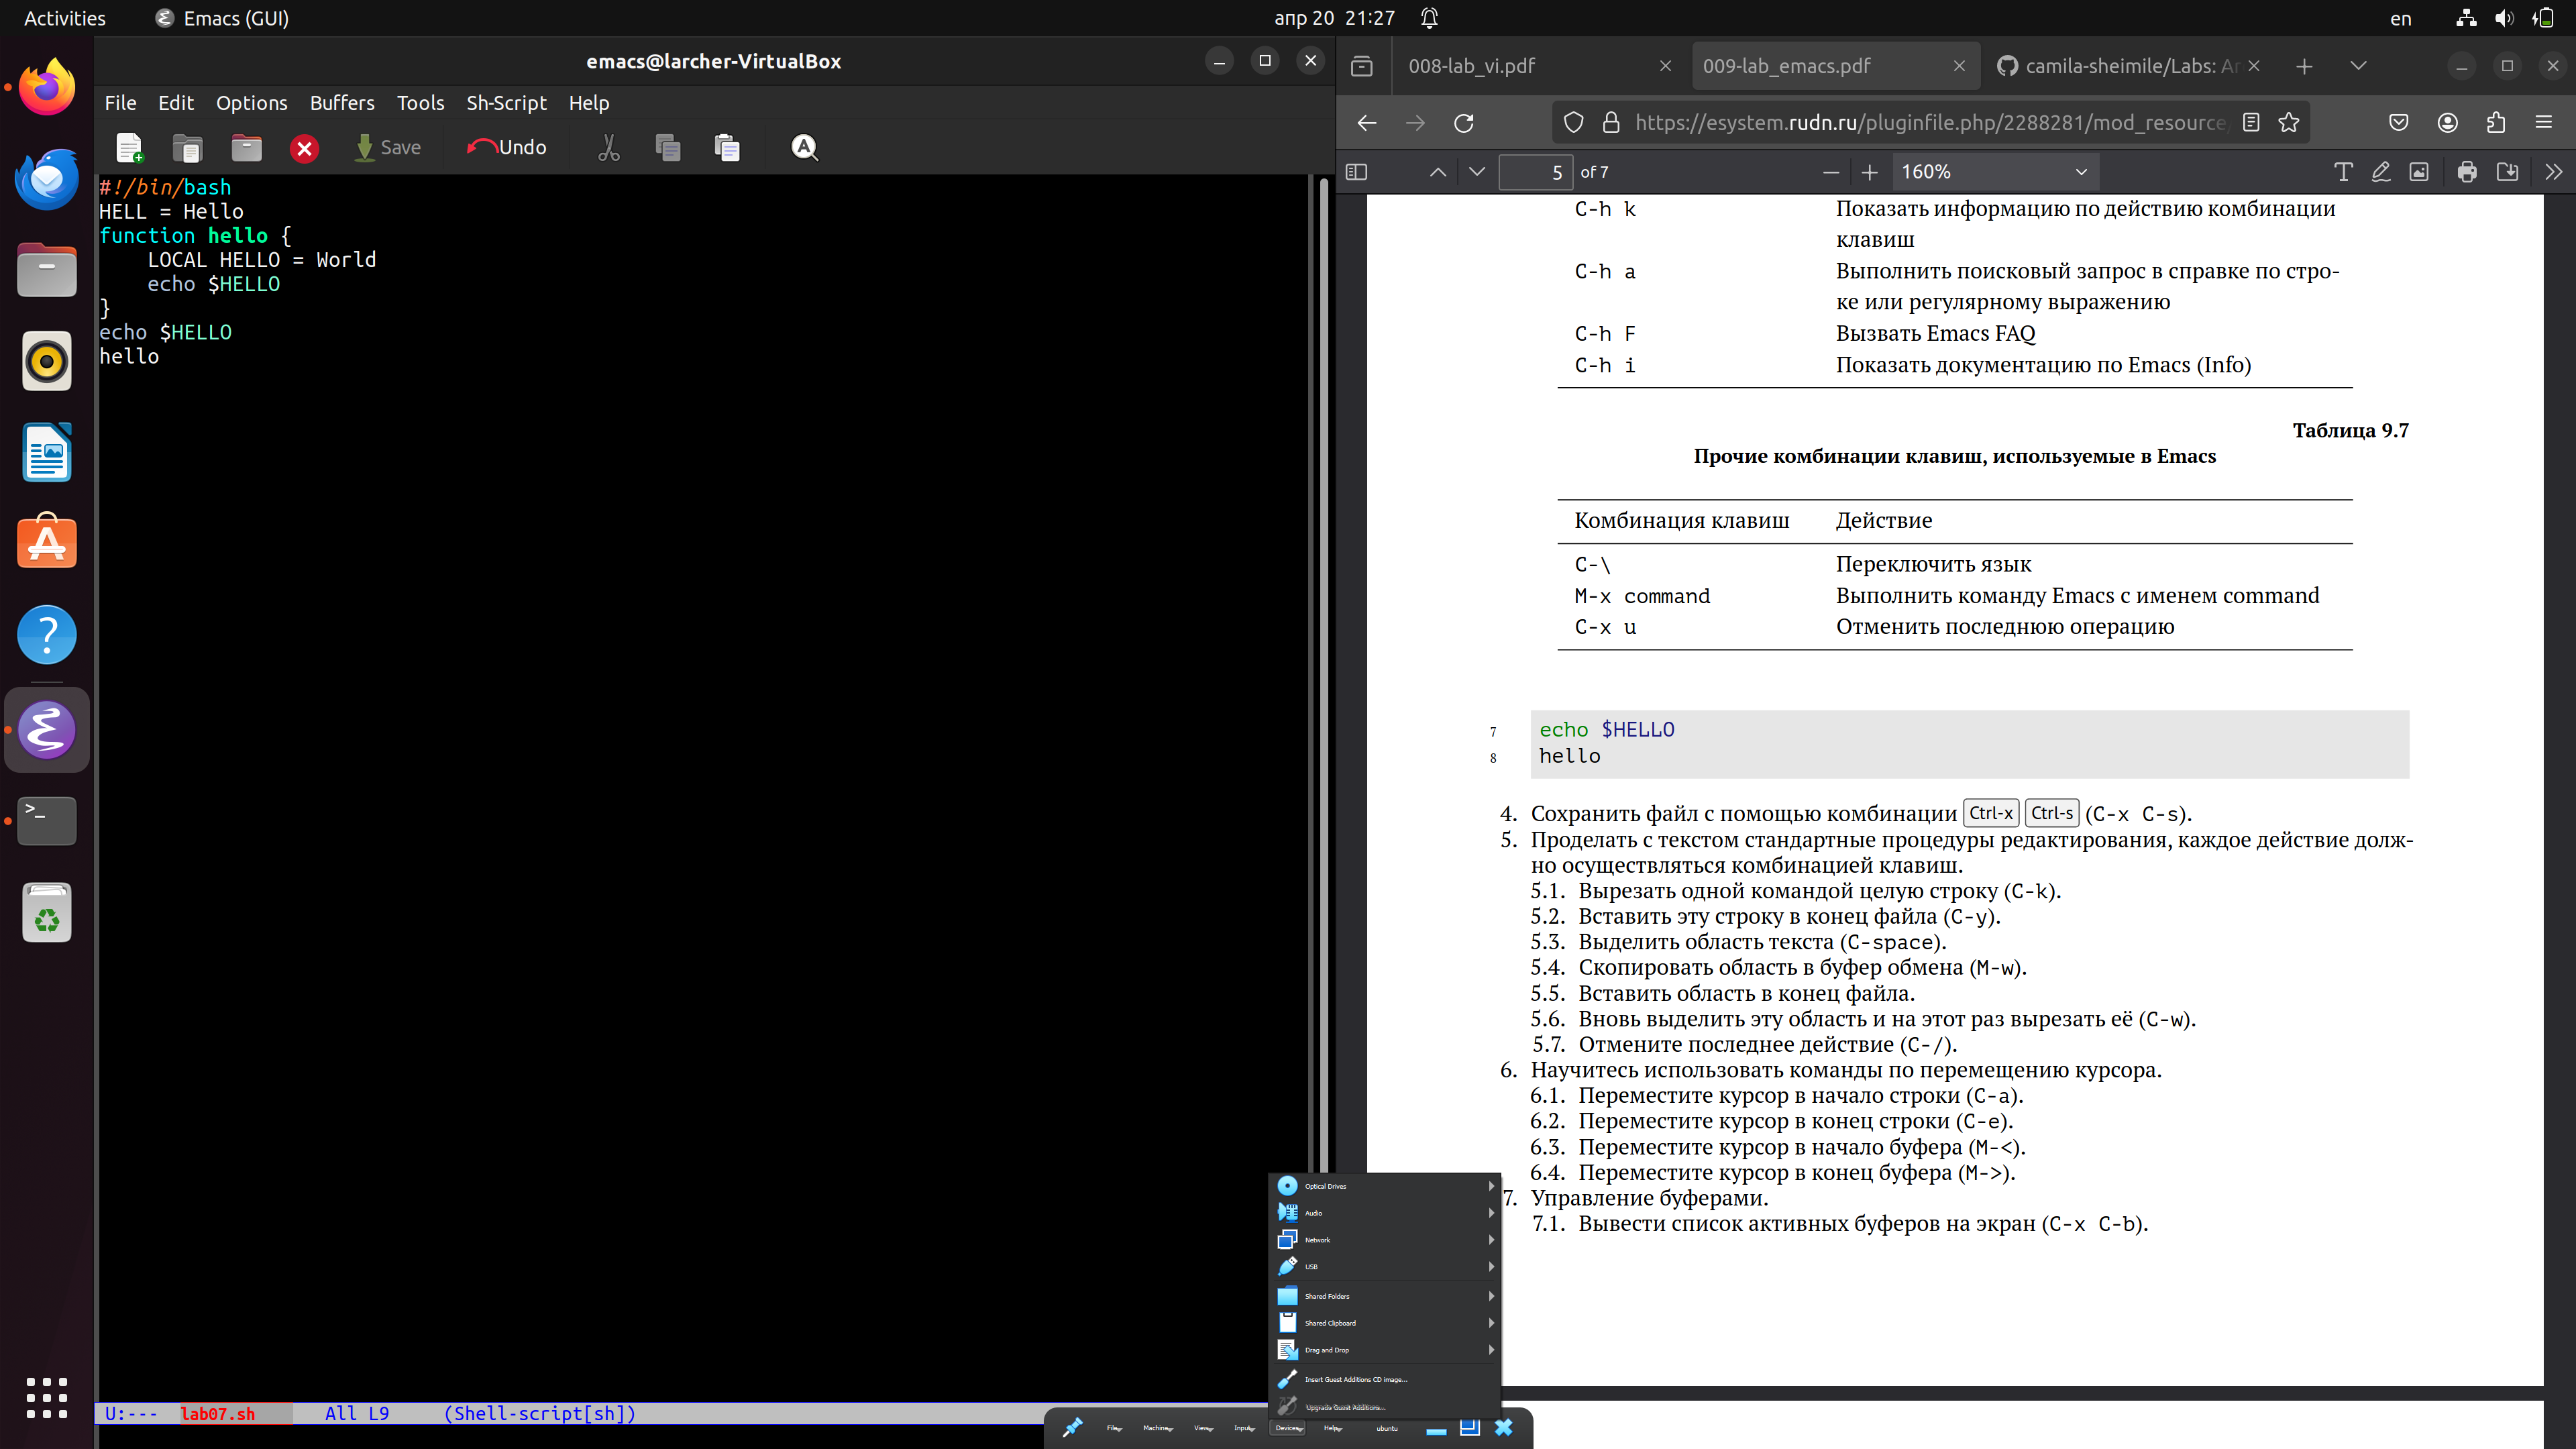 Activities
Emacs (GUI)
апр 20 21:27
en
emacs@larcher-VirtualBox
File Edit Options Buffers Tools Sh-Script Help
Save
Undo
#!/bin/bash
HELL = Hello
function hello {
LOCAL HELLO = World
echo $HELLO
}
echo $HELLO
hello
U:--- lab07.sh All L9 (Shell-script[sh])
008-lab_vi.pdf
009-lab_emacs.pdf
camila-sheimile/Labs: Ar
https://esystem.rudn.ru/pluginfile.php/2288281/mod_resource/
5 of 7
160%
C-h k Показать информацию по действию комбинации
клавиш
C-h a Выполнить поисковый запрос в справке по стро-
ке или регулярному выражению
C-h F Вызвать Emacs FAQ
C-h i Показать документацию по Emacs (Info)
Таблица 9.7
Прочие комбинации клавиш, используемые в Emacs
Комбинация клавиш Действие
C-\ Переключить язык
M-x command Выполнить команду Emacs с именем command
C-x u Отменить последнюю операцию
7 echo $HELLO
8 hello
4. Сохранить файл с помощью комбинации Ctrl-x Ctrl-s (C-x C-s).
5. Проделать с текстом стандартные процедуры редактирования, каждое действие долж-
но осуществляться комбинацией клавиш.
5.1. Вырезать одной командой целую строку (C-k).
5.2. Вставить эту строку в конец файла (C-y).
5.3. Выделить область текста (C-space).
5.4. Скопировать область в буфер обмена (M-w).
5.5. Вставить область в конец файла.
5.6. Вновь выделить эту область и на этот раз вырезать её (C-w).
5.7. Отмените последнее действие (C-/).
6. Научитесь использовать команды по перемещению курсора.
6.1. Переместите курсор в начало строки (C-a).
6.2. Переместите курсор в конец строки (C-e).
6.3. Переместите курсор в начало буфера (M-<).
6.4. Переместите курсор в конец буфера (M->).
7. Управление буферами.
7.1. Вывести список активных буферов на экран (C-x C-b).
Optical Drives
Audio
Network
USB
Shared Folders
Shared Clipboard
Drag and Drop
Insert Guest Additions CD image...
Upgrade Guest Additions...
File Machine View Input Devices Help ubuntu